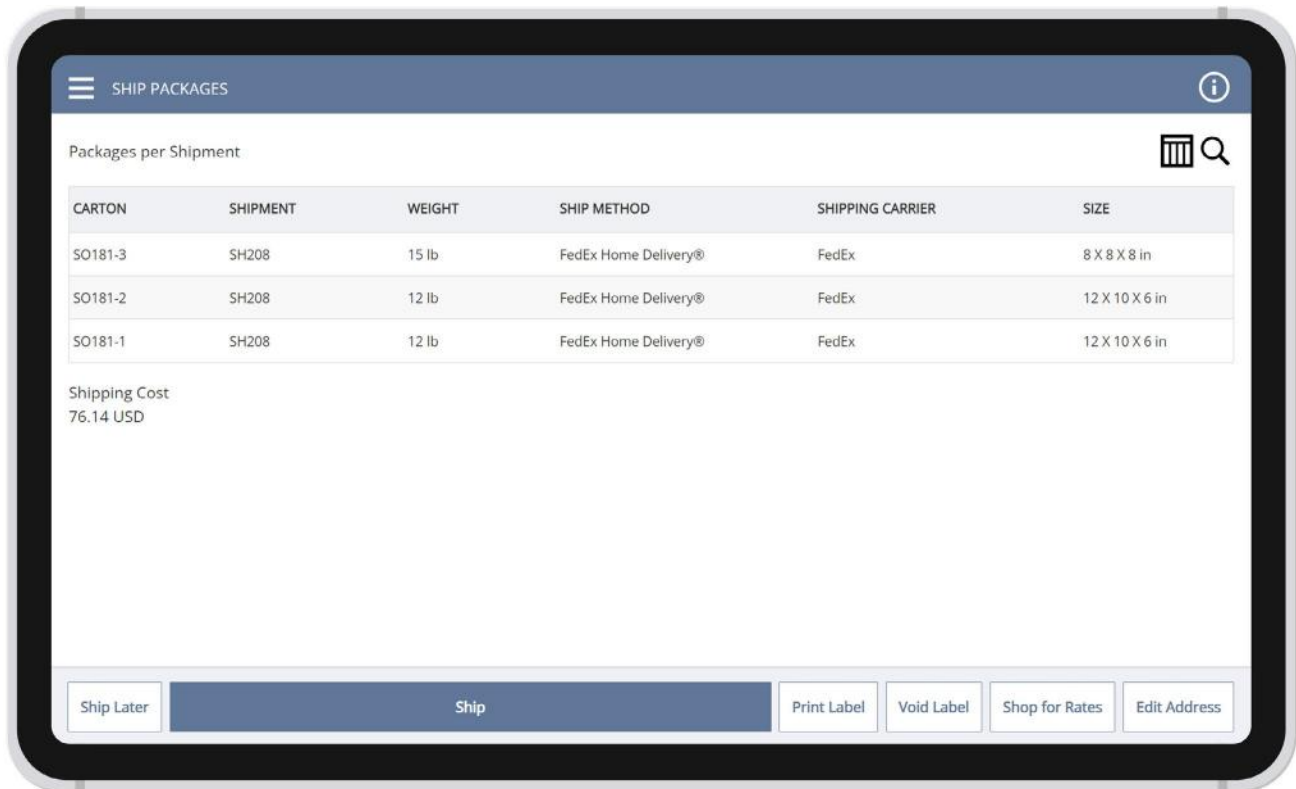 SHIP PACKAGES
Packages per Shipment
CARTON SHIPMENT WEIGHT SHIP METHOD SHIPPING CARRIER SIZE
SO181-3 SH208 15 lb FedEx Home Delivery® FedEx 8 X 8 X 8 in
SO181-2 SH208 12 lb FedEx Home Delivery® FedEx 12 X 10 X 6 in
SO181-1 SH208 12 lb FedEx Home Delivery® FedEx 12 X 10 X 6 in
Shipping Cost
76.14 USD
Ship Later Ship Print Label Void Label Shop for Rates Edit Address